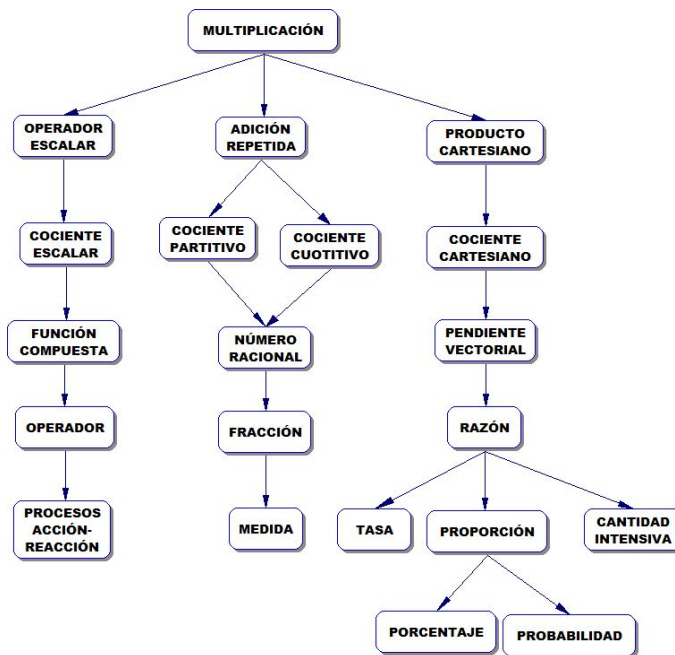 MULTIPLICACIÓN
OPERADOR
ESCALAR
ADICIÓN
REPETIDA
PRODUCTO
CARTESIANO
COCIENTE
ESCALAR
COCIENTE
PARTITIVO
COCIENTE
CUOTITIVO
COCIENTE
CARTESIANO
FUNCIÓN
COMPUESTA
NÚMERO
RACIONAL
PENDIENTE
VECTORIAL
OPERADOR
FRACCIÓN
RAZÓN
PROCESOS
ACCIÓN-
REACCIÓN
MEDIDA
TASA
PROPORCIÓN
CANTIDAD
INTENSIVA
PORCENTAJE
PROBABILIDAD